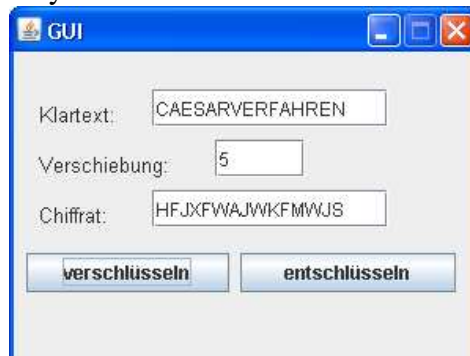 GUI
Klartext: CAESARVERFAHREN
Verschiebung: 5
Chiffrat: HFJXFWAJWKFMWJS
verschlüsseln entschlüsseln